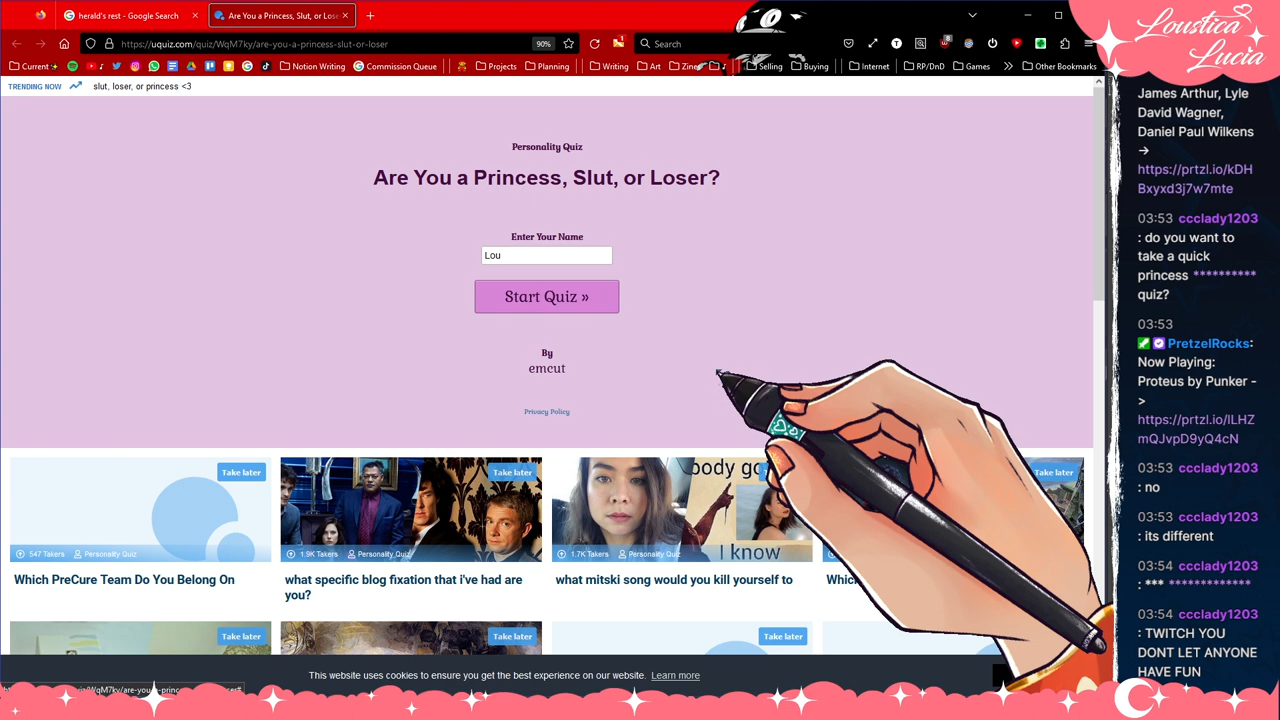 herald's rest - Google Search
Are You a Princess, Slut, or Lose
https://uquiz.com/quiz/WqM7ky/are-you-a-princess-slut-or-loser
90%
Search
Current
Notion Writing
Commission Queue
Projects
Planning
Writing
Art
Zines
Selling
Buying
Internet
RP/DnD
Games
Other Bookmarks
Loustica
Lucia
TRENDING NOW
slut, loser, or princess <3
Personality Quiz
Are You a Princess, Slut, or Loser?
Enter Your Name
Lou
Start Quiz »
By
emcut
Privacy Policy
Take later
547 Takers
Personality Quiz
Which PreCure Team Do You Belong On
Take later
1.9K Takers
Personality Quiz
what specific blog fixation that i've had are
you?
body go
I know
1.7K Takers
Personality Quiz
what mitski song would you kill yourself to
Take later
Take later
Take later
Take later
This website uses cookies to ensure you get the best experience on our website. Learn more
James Arthur, Lyle
David Wagner,
Daniel Paul Wilkens
→
https://prtzl.io/kDH
Bxyxd3j7w7mte
03:53 ccclady1203
: do you want to
take a quick
princess **********
quiz?
03:53
PretzelRocks:
Now Playing:
Proteus by Punker -
>
https://prtzl.io/lLHZ
mQJvpD9yQ4cN
03:53 ccclady1203
: no
03:53 ccclady1203
: its different
03:54 ccclady1203
: *** *************
03:54 ccclady1203
: TWITCH YOU
DONT LET ANYONE
HAVE FUN